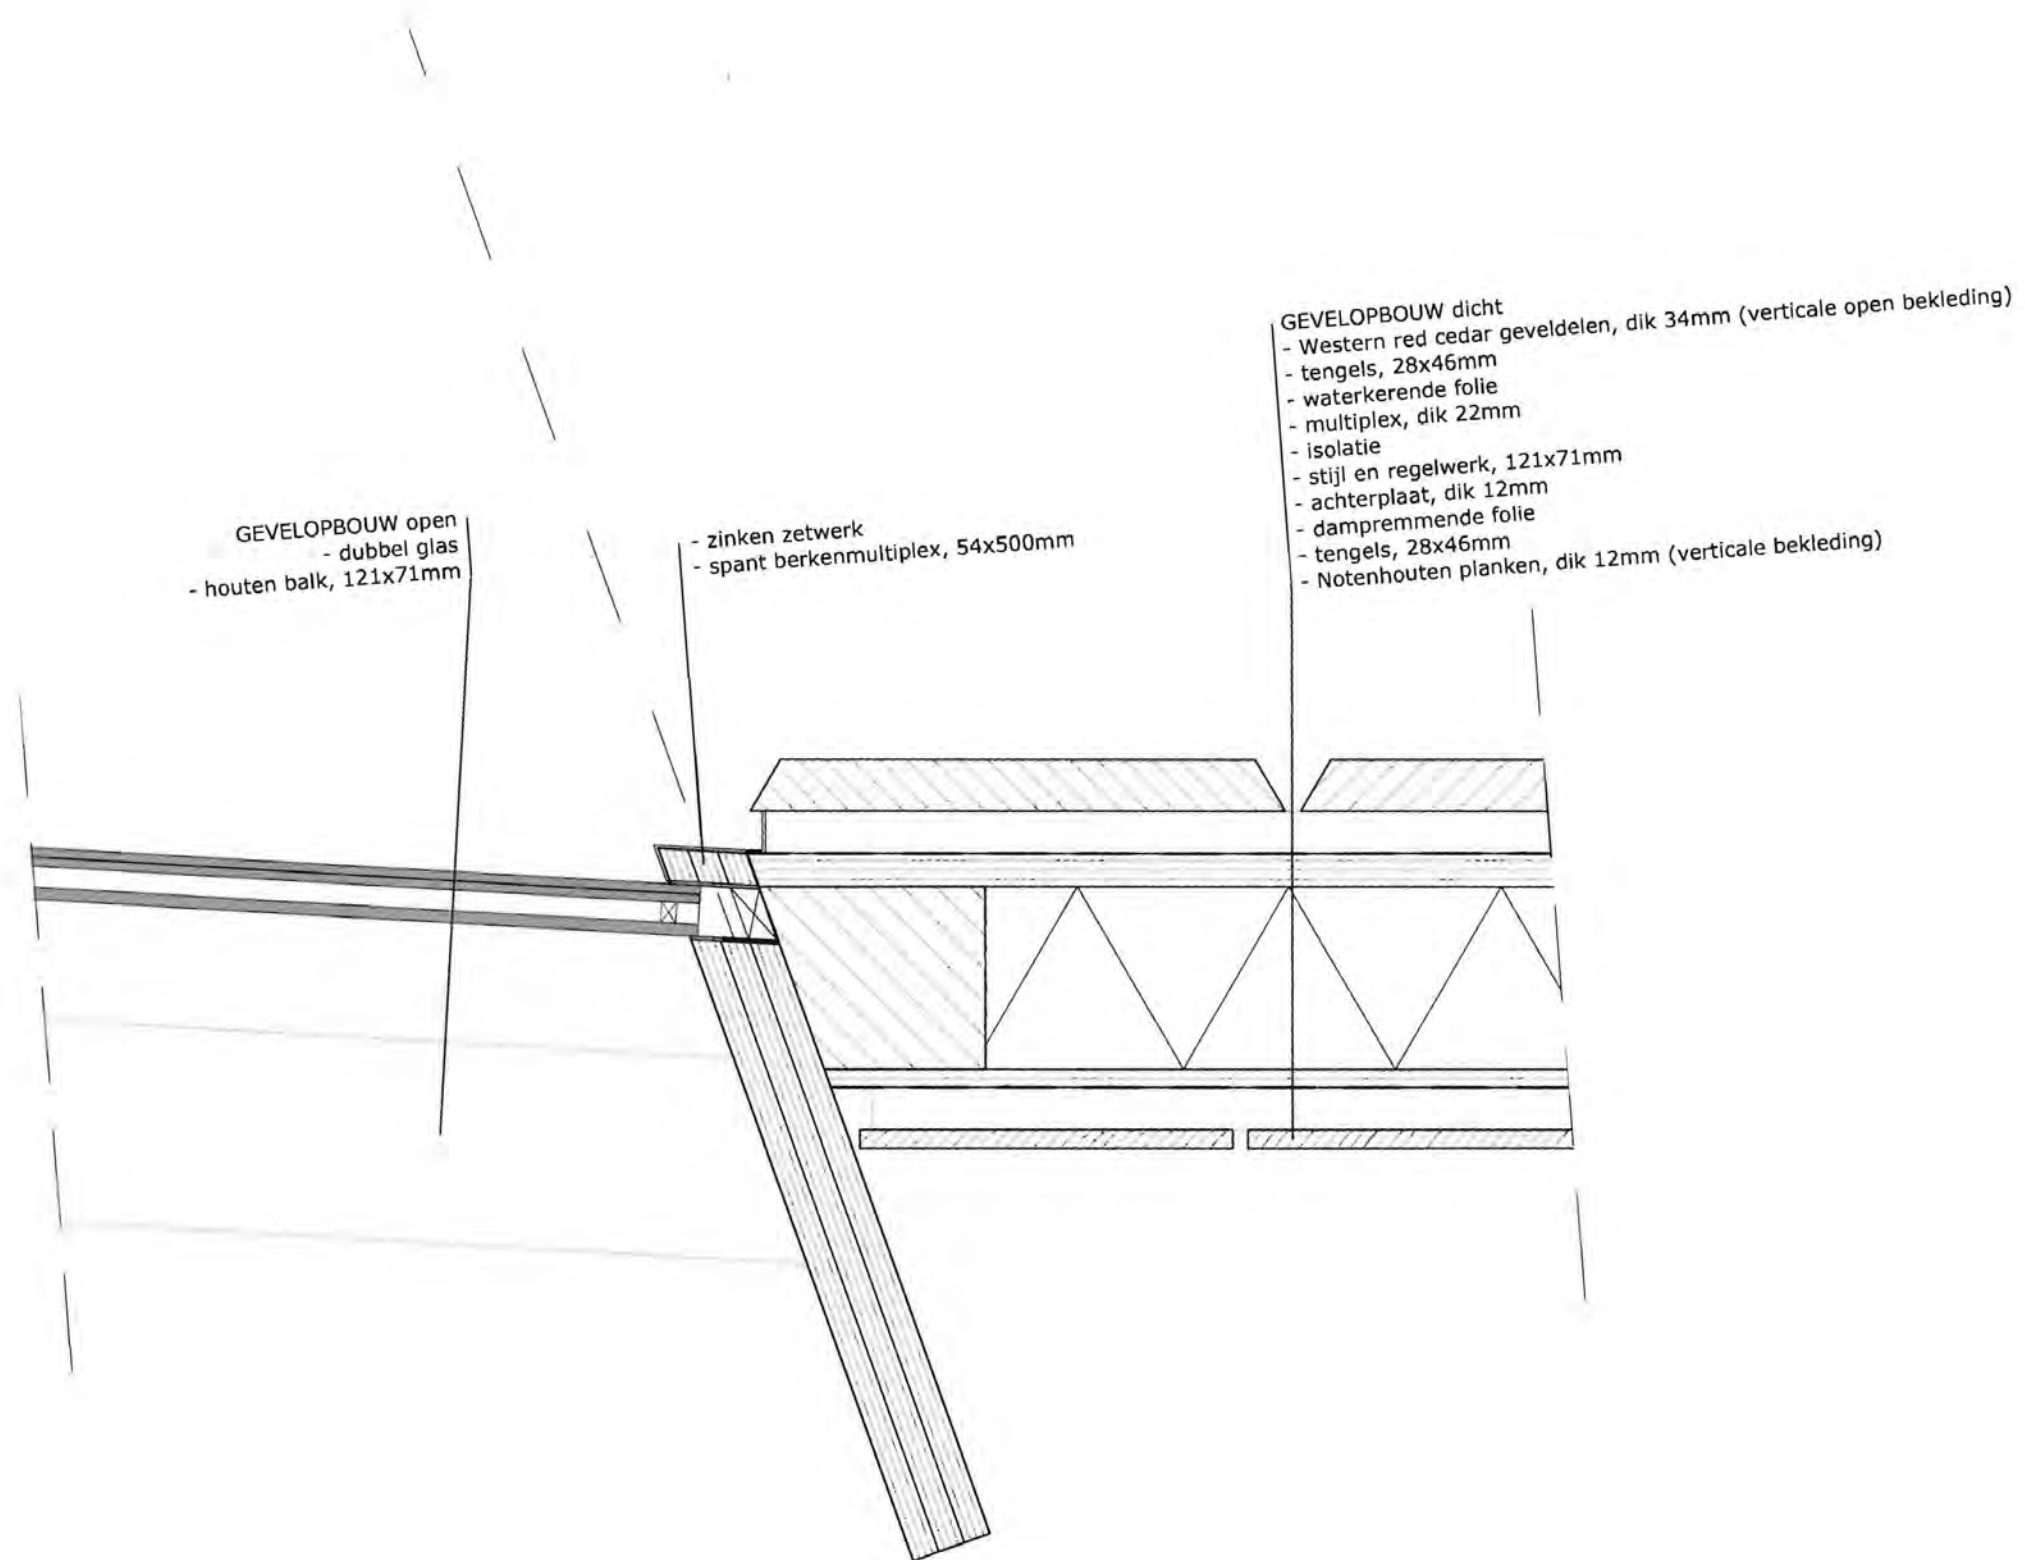 GEVELOPBOUW open
- dubbel glas
- houten balk, 121x71mm
- zinken zetwerk
- spant berkenmultiplex, 54x500mm
GEVELOPBOUW dicht
- Western red cedar geveldelen, dik 34mm (verticale open bekleding)
- tengels, 28x46mm
- waterkerende folie
- multiplex, dik 22mm
- isolatie
- stijl en regelwerk, 121x71mm
- achterplaat, dik 12mm
- dampremmende folie
- tengels, 28x46mm
- Notenhouten planken, dik 12mm (verticale bekleding)